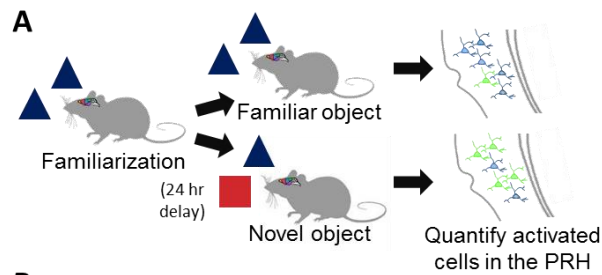 A
Familiarization
Familiar object
(24 hr
delay)
Novel object
Quantify activated
cells in the PRH